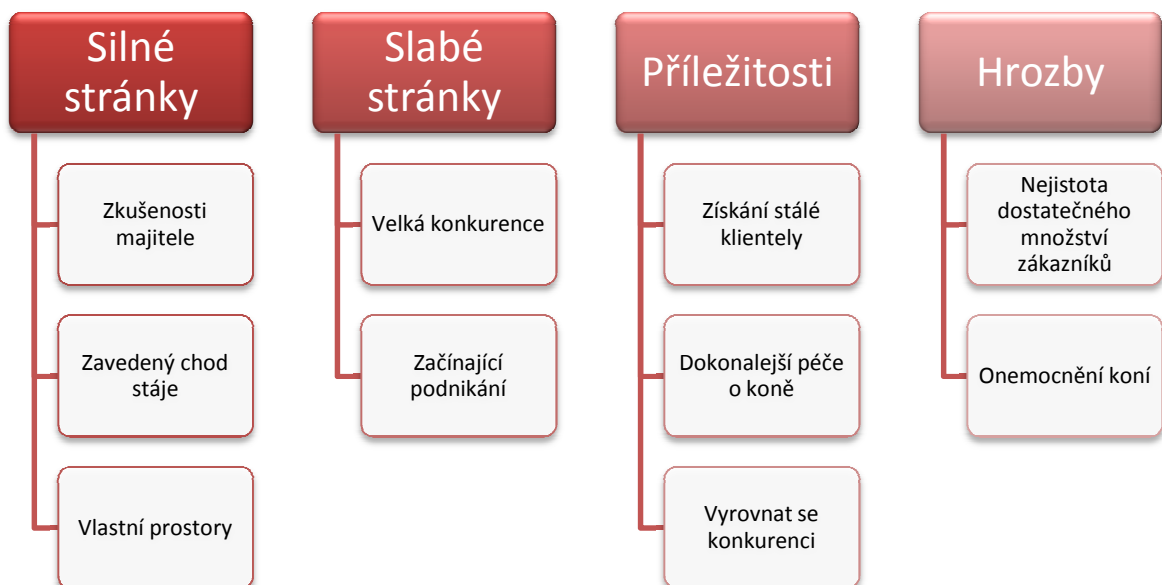 Silné
stránky
Zkušenosti
majitele
Zavedený chod
stáje
Vlastní prostory
Slabé
stránky
Velká konkurence
Začínající
podnikání
Příležitosti
Získání stálé
klientely
Dokonalejší péče
o koně
Vyrovnat se
konkurenci
Hrozby
Nejistota
dostatečného
množství
zákazníků
Onemocnění koní